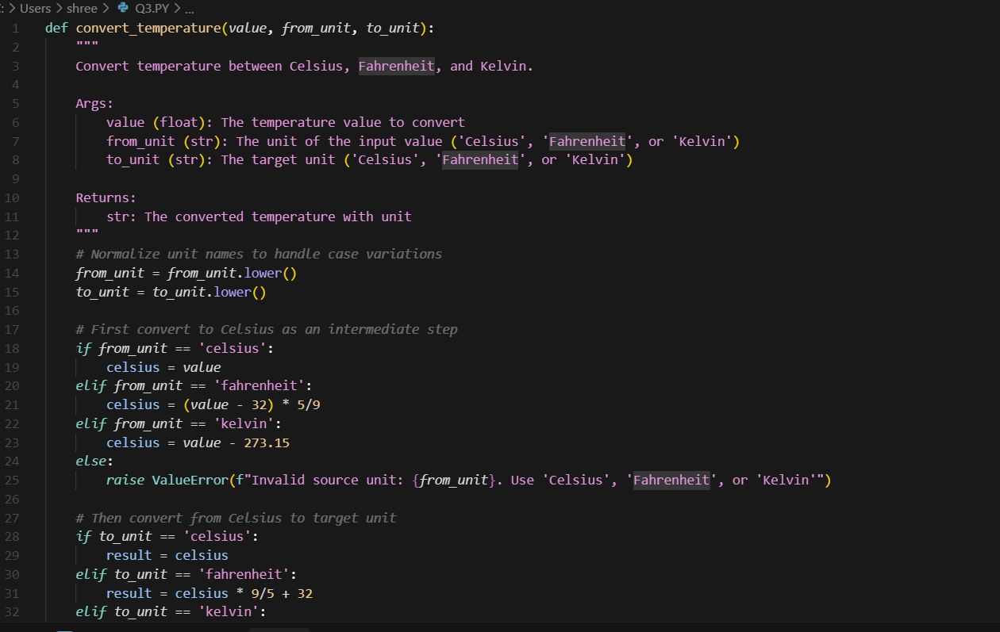 : > Users > shree > Q3.PY > ...
1 def convert_temperature(value, from_unit, to_unit):
2     """
3     Convert temperature between Celsius, Fahrenheit, and Kelvin.
4
5     Args:
6         value (float): The temperature value to convert
7         from_unit (str): The unit of the input value ('Celsius', 'Fahrenheit', or 'Kelvin')
8         to_unit (str): The target unit ('Celsius', 'Fahrenheit', or 'Kelvin')
9
10     Returns:
11         str: The converted temperature with unit
12     """
13     # Normalize unit names to handle case variations
14     from_unit = from_unit.lower()
15     to_unit = to_unit.lower()
16
17     # First convert to Celsius as an intermediate step
18     if from_unit == 'celsius':
19         celsius = value
20     elif from_unit == 'fahrenheit':
21         celsius = (value - 32) * 5/9
22     elif from_unit == 'kelvin':
23         celsius = value - 273.15
24     else:
25         raise ValueError(f"Invalid source unit: {from_unit}. Use 'Celsius', 'Fahrenheit', or 'Kelvin'")
26
27     # Then convert from Celsius to target unit
28     if to_unit == 'celsius':
29         result = celsius
30     elif to_unit == 'fahrenheit':
31         result = celsius * 9/5 + 32
32     elif to_unit == 'kelvin':